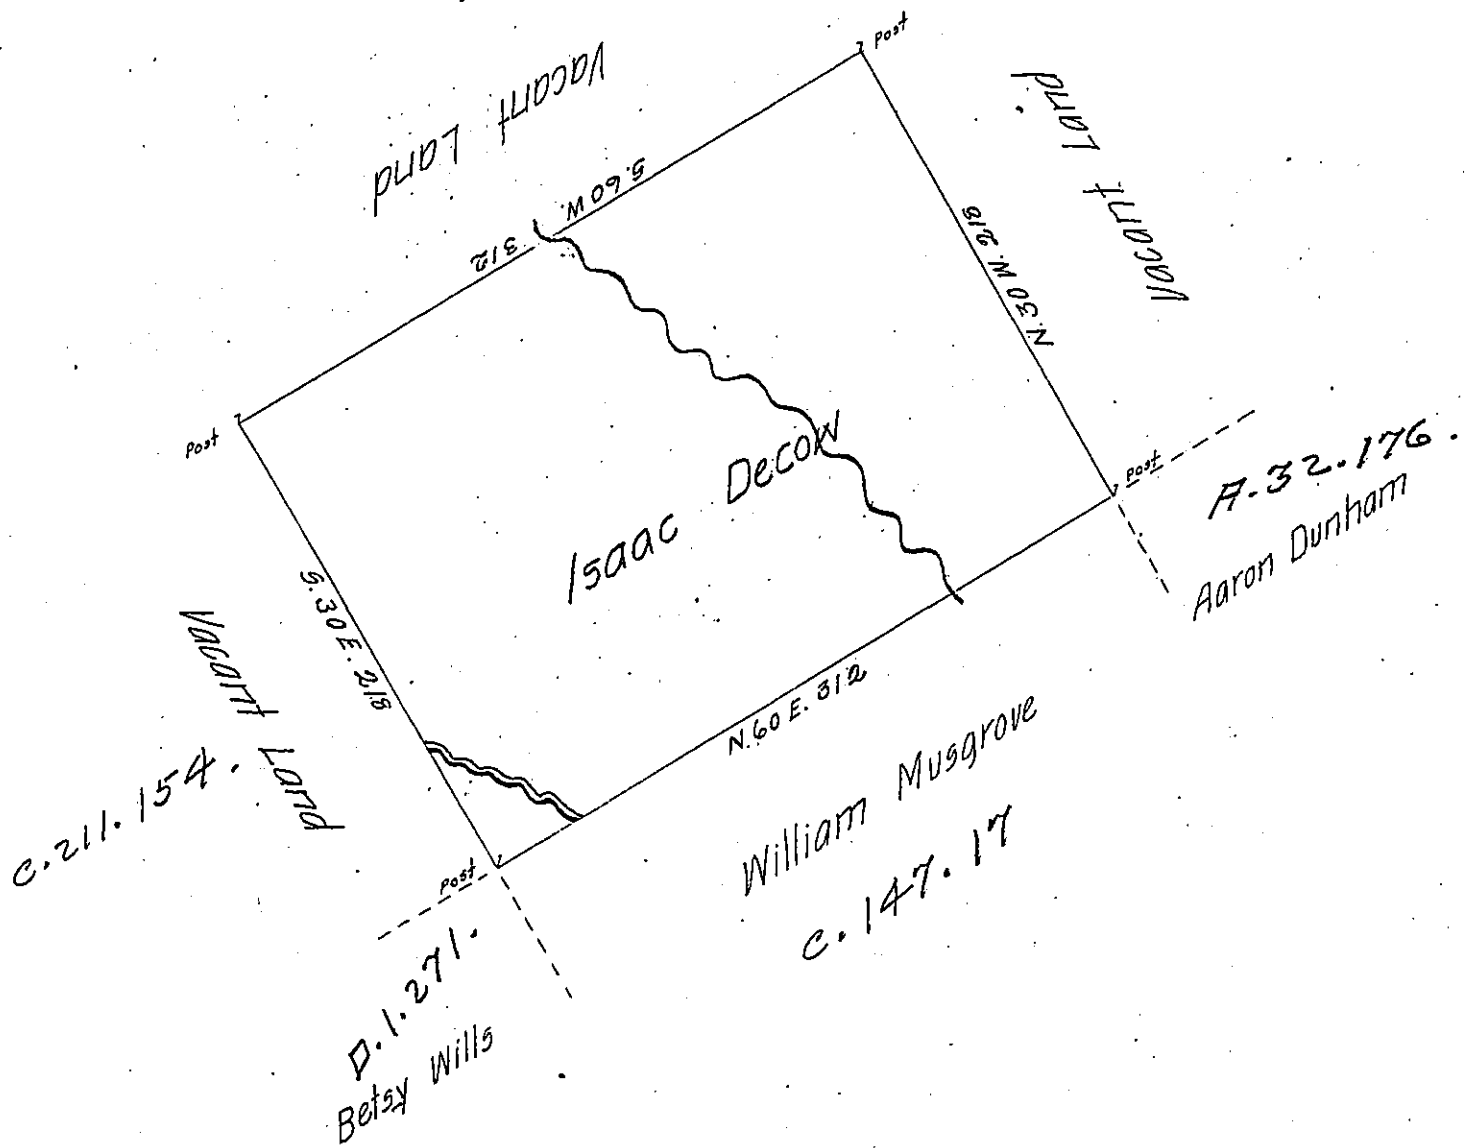 Post
Vacant Land
S. 60 W.
312
Vacant Land
N. 30 W. 218
Post
Isaac Decow
Post
A. 32. 176.
Aaron Dunham
S. 30 E. 218
Vacant Land
C. 211. 154.
N. 60 E. 312
William Musgrove
C. 147. 17
Post
D. 1. 271.
Betsy Wills